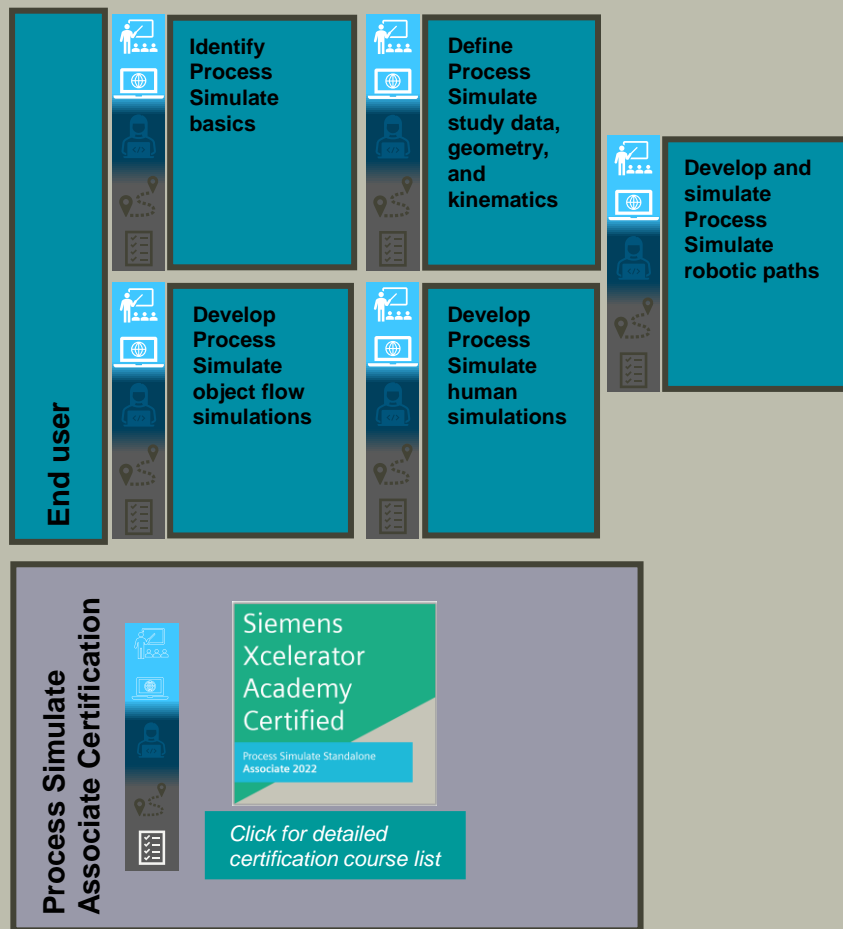 End user
Identify
Process
Simulate
basics
Define
Process
Simulate
study data,
geometry,
and
kinematics
Develop and
simulate
Process
Simulate
robotic paths
Develop
Process
Simulate
object flow
simulations
Develop
Process
Simulate
human
simulations
Process Simulate
Associate Certification
Siemens
Xcelerator
Academy
Certified
Process Simulate Standalone
Associate 2022
Click for detailed
certification course list